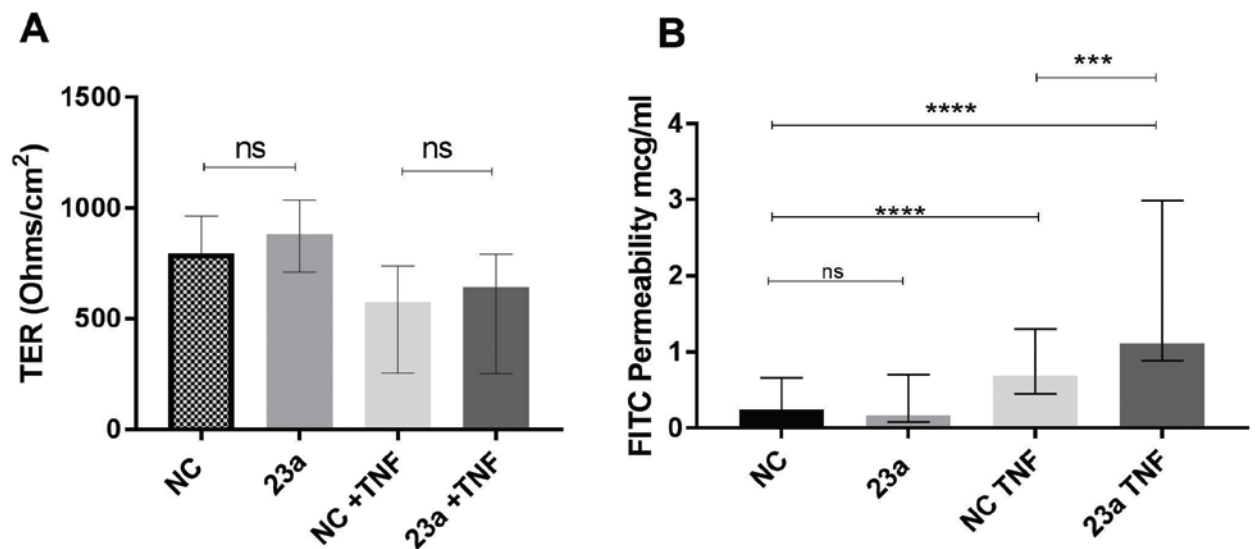 A
TER (Ohms/cm²)
1500
1000
500
0
ns
ns
NC
23a
NC +TNF
23a +TNF
B
FITC Permeability mcg/ml
4
3
2
1
0
***
****
****
ns
NC
23a
NC TNF
23a TNF